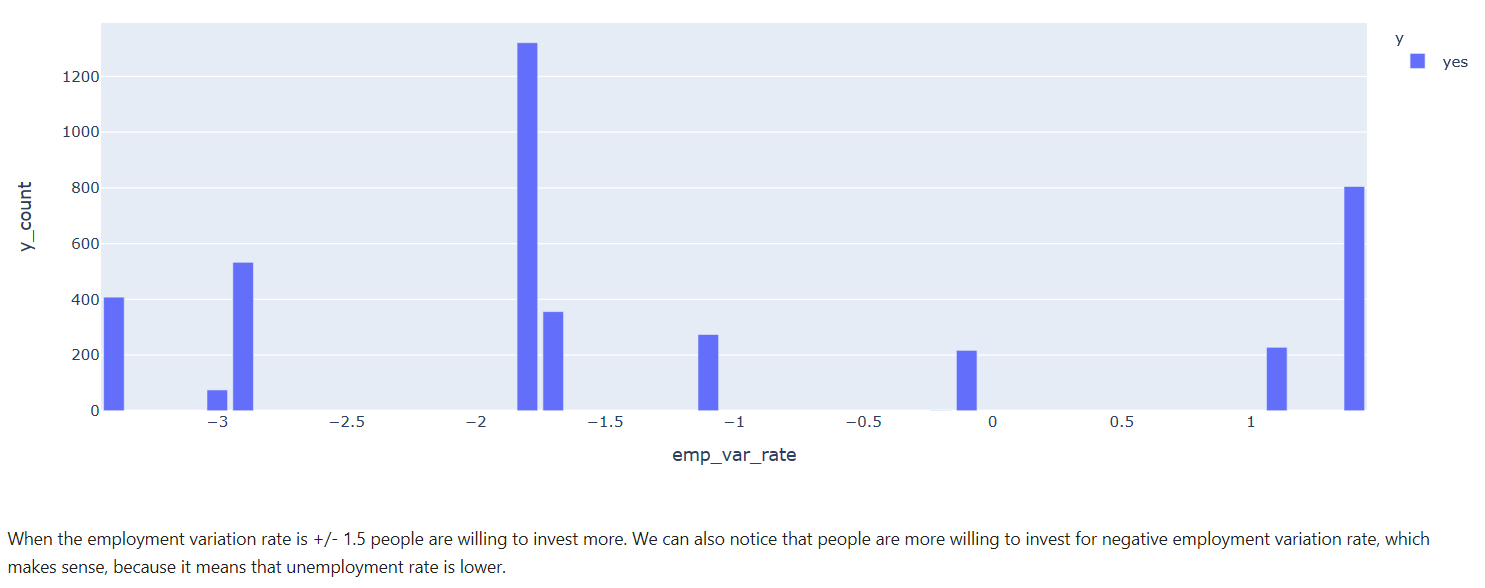 y
yes
1200
1000
800
600
400
200
0
y_count
−3
−2.5
−2
−1.5
−1
−0.5
0
0.5
1
emp_var_rate
When the employment variation rate is +/- 1.5 people are willing to invest more. We can also notice that people are more willing to invest for negative employment variation rate, which
makes sense, because it means that unemployment rate is lower.